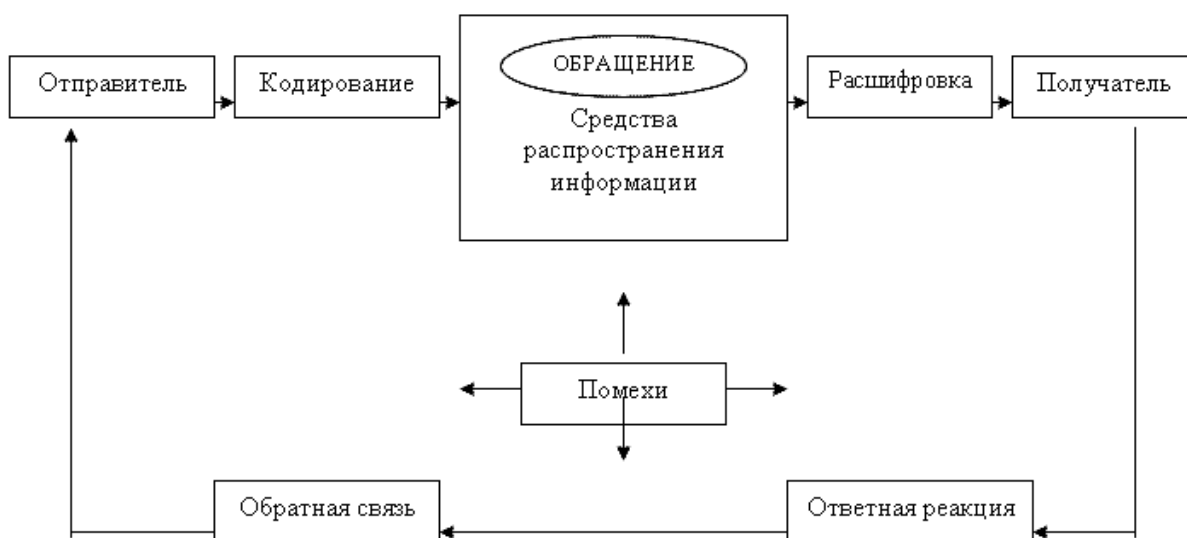 Отправитель
Кодирование
ОБРАЩЕНИЕ
Средства
распространения
информации
Расшифровка
Получатель
Помехи
Обратная связь
Ответная реакция